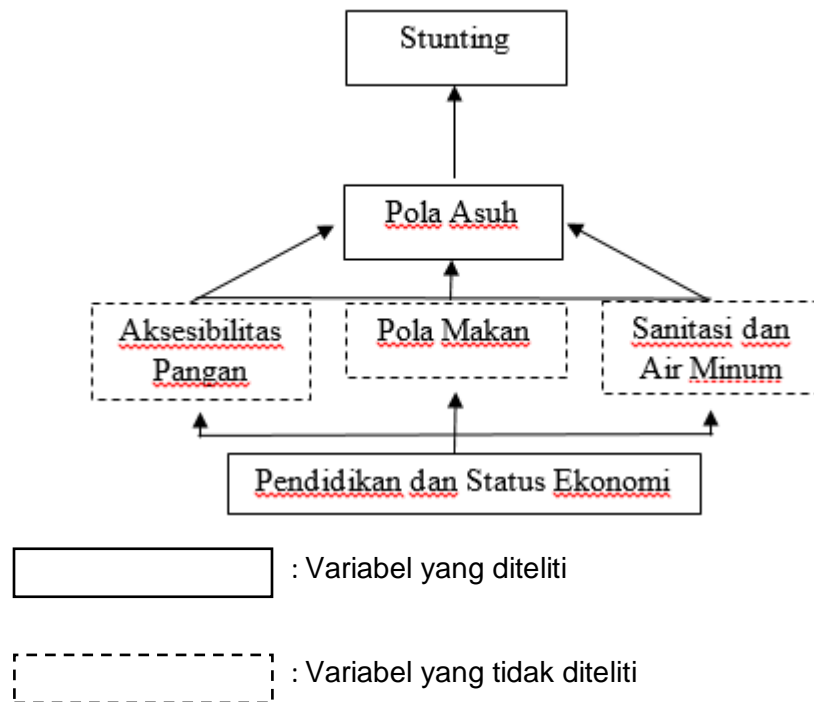 Stunting
Pola Asuh
Aksesibilitas
Pangan
Pola Makan
Sanitasi dan
Air Minum
Pendidikan dan Status Ekonomi
: Variabel yang diteliti
: Variabel yang tidak diteliti